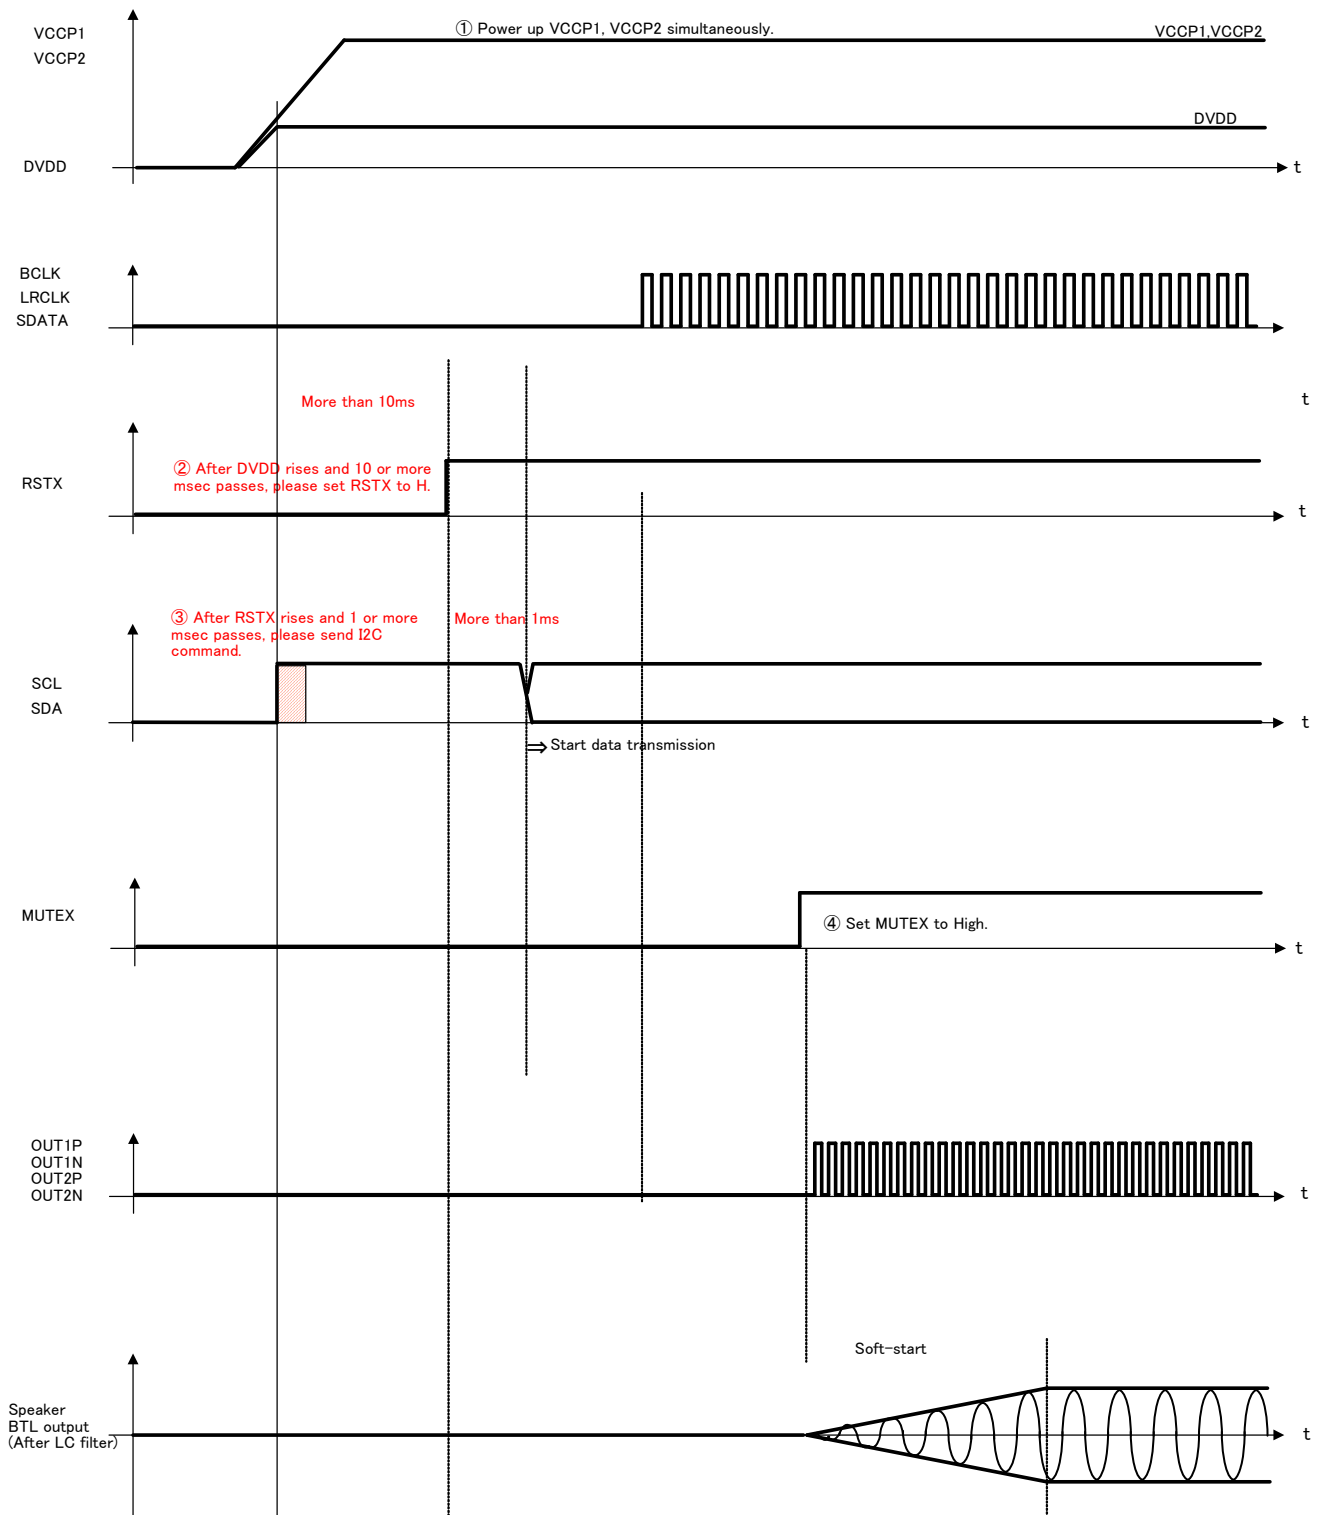 VCCP1
VCCP2
① Power up VCCP1, VCCP2 simultaneously.
VCCP1,VCCP2
DVDD
DVDD
t
BCLK
LRCLK
SDATA
More than 10ms
t
② After DVDD rises and 10 or more
msec passes, please set RSTX to H.
RSTX
t
③ After RSTX rises and 1 or more
msec passes, please send I2C
command.
More than 1ms
SCL
SDA
t
⇒ Start data transmission
MUTEX
④ Set MUTEX to High.
t
OUT1P
OUT1N
OUT2P
OUT2N
t
Soft-start
Speaker
BTL output
(After LC filter)
t